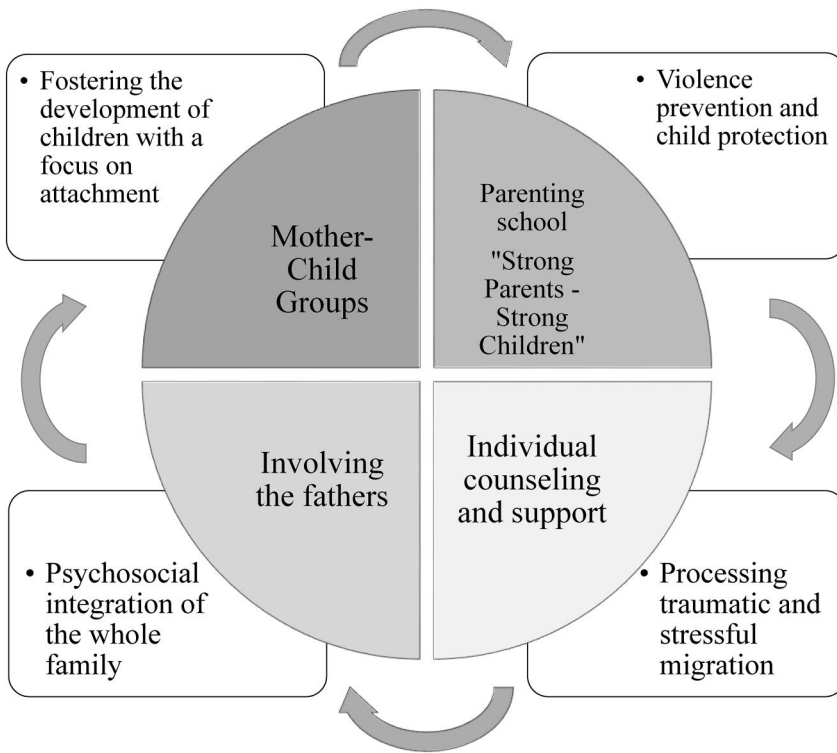 • Fostering the
development of
children with a
focus on
attachment
• Violence
prevention and
child protection
Mother-
Child
Groups
Parenting
school
"Strong
Parents -
Strong
Children"
Involving
the fathers
Individual
counseling
and support
• Psychosocial
integration of
the whole
family
• Processing
traumatic and
stressful
migration